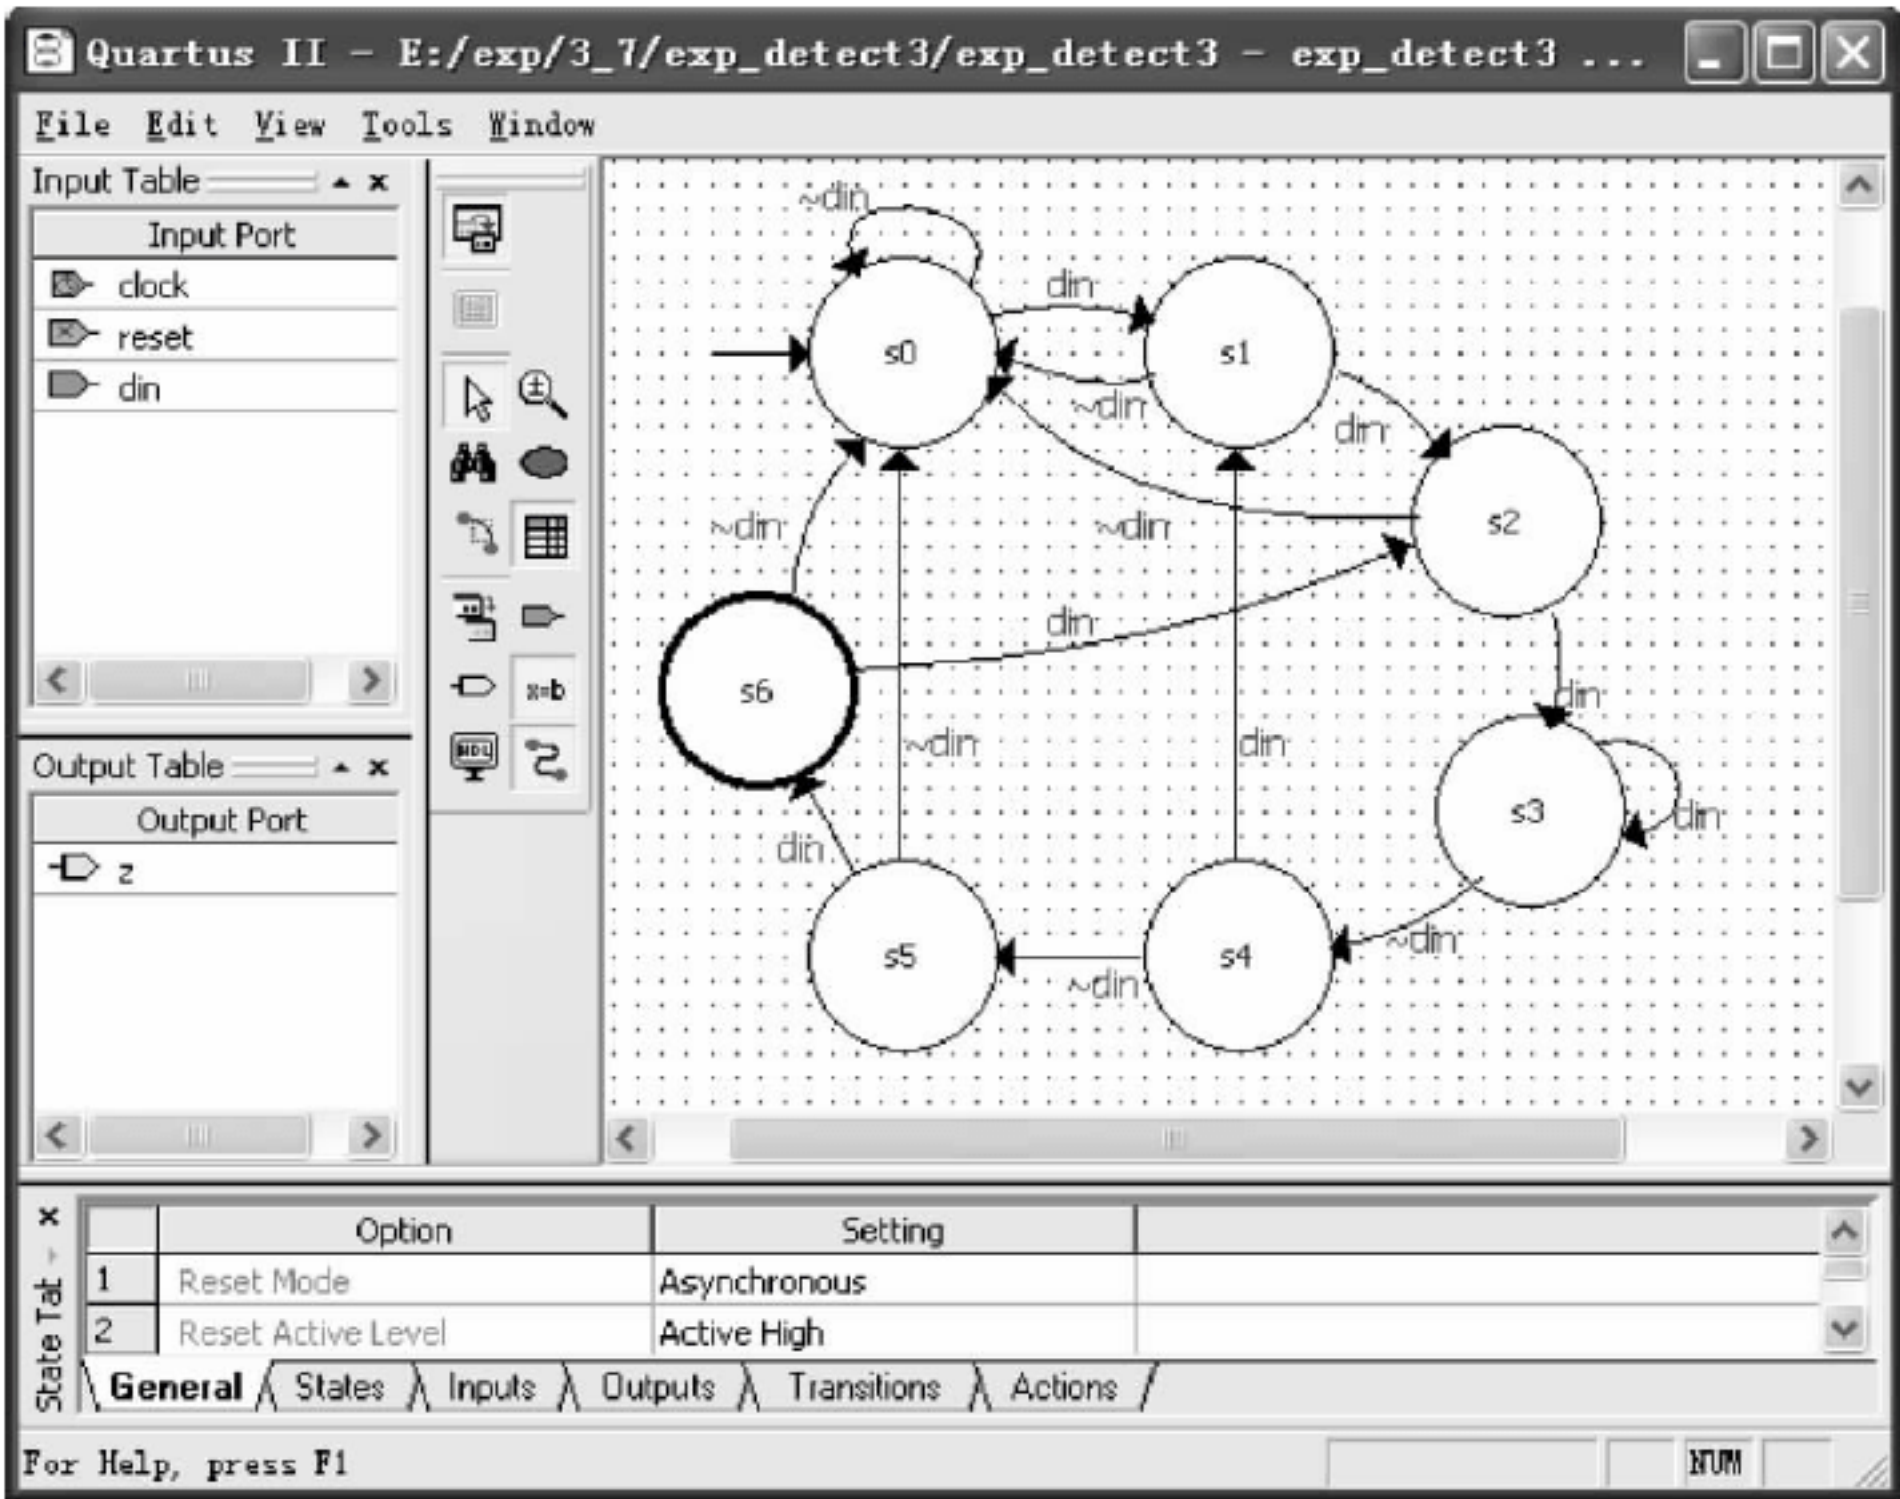 Quartus II - E:/exp/3_7/exp_detect3/exp_detect3 - exp_detect3 ...
File Edit View Tools Window
Input Table
Input Port
clock
reset
din
Output Table
Output Port
z
x=b
HDL
~din
din
s0
s1
~din
din
~din
~din
s2
din
s6
din
~din
din
s3
din
din
s5
s4
~din
~din
State Tab
Option Setting
1 Reset Mode Asynchronous
2 Reset Active Level Active High
General States Inputs Outputs Transitions Actions
For Help, press F1
NUM